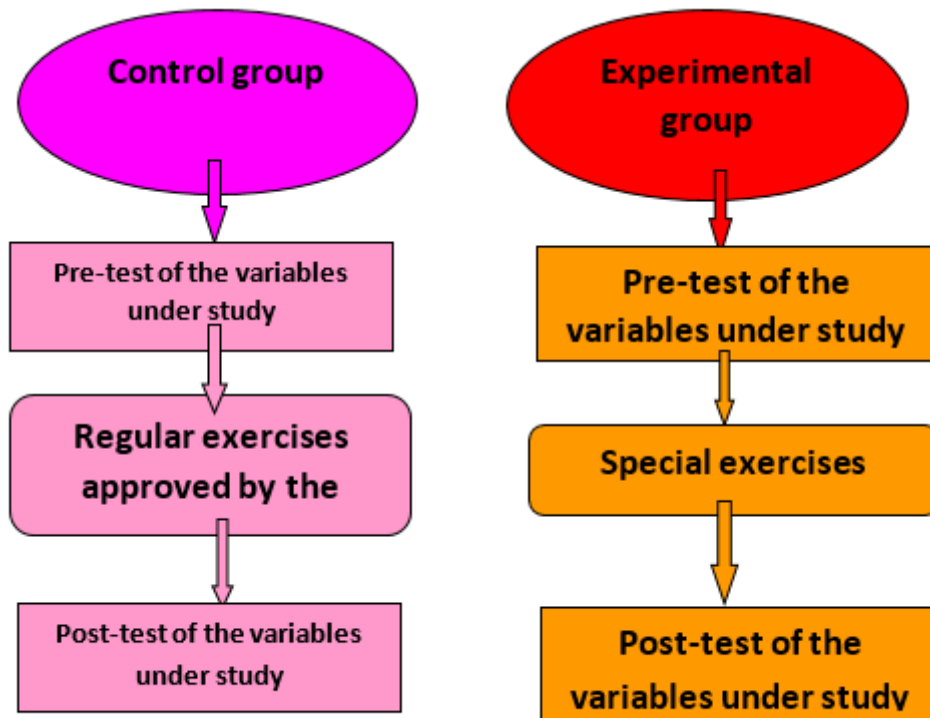 Control group
Pre-test of the variables
under study
Regular exercises
approved by the
Post-test of the variables
under study
Experimental
group
Pre-test of the
variables under study
Special exercises
Post-test of the
variables under study